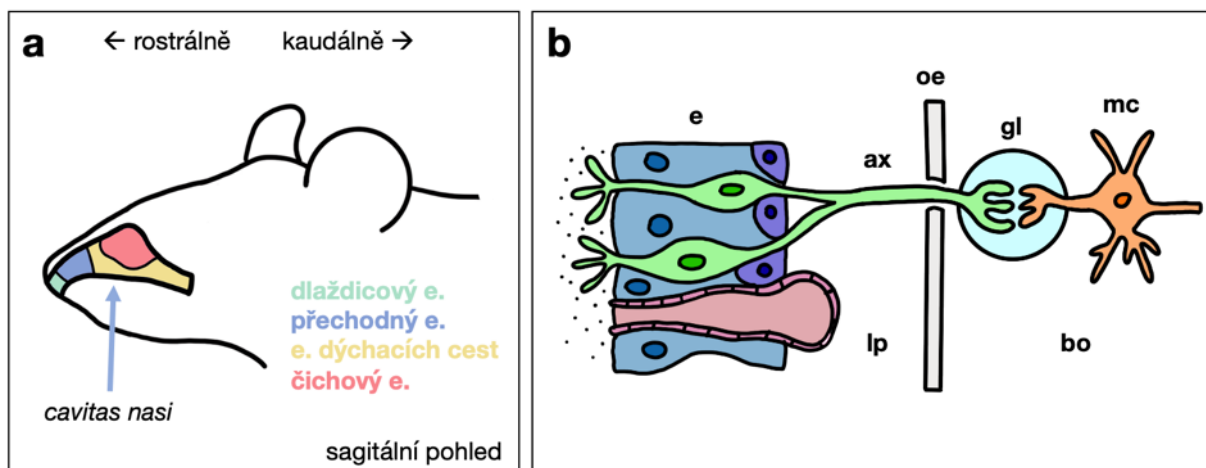 a
← rostrálně kaudálně →
dlaždicový e.
přechodný e.
e. dýchacích cest
čichový e.
cavitas nasi
sagitální pohled
b
oe
mc
e
gl
ax
lp
bo